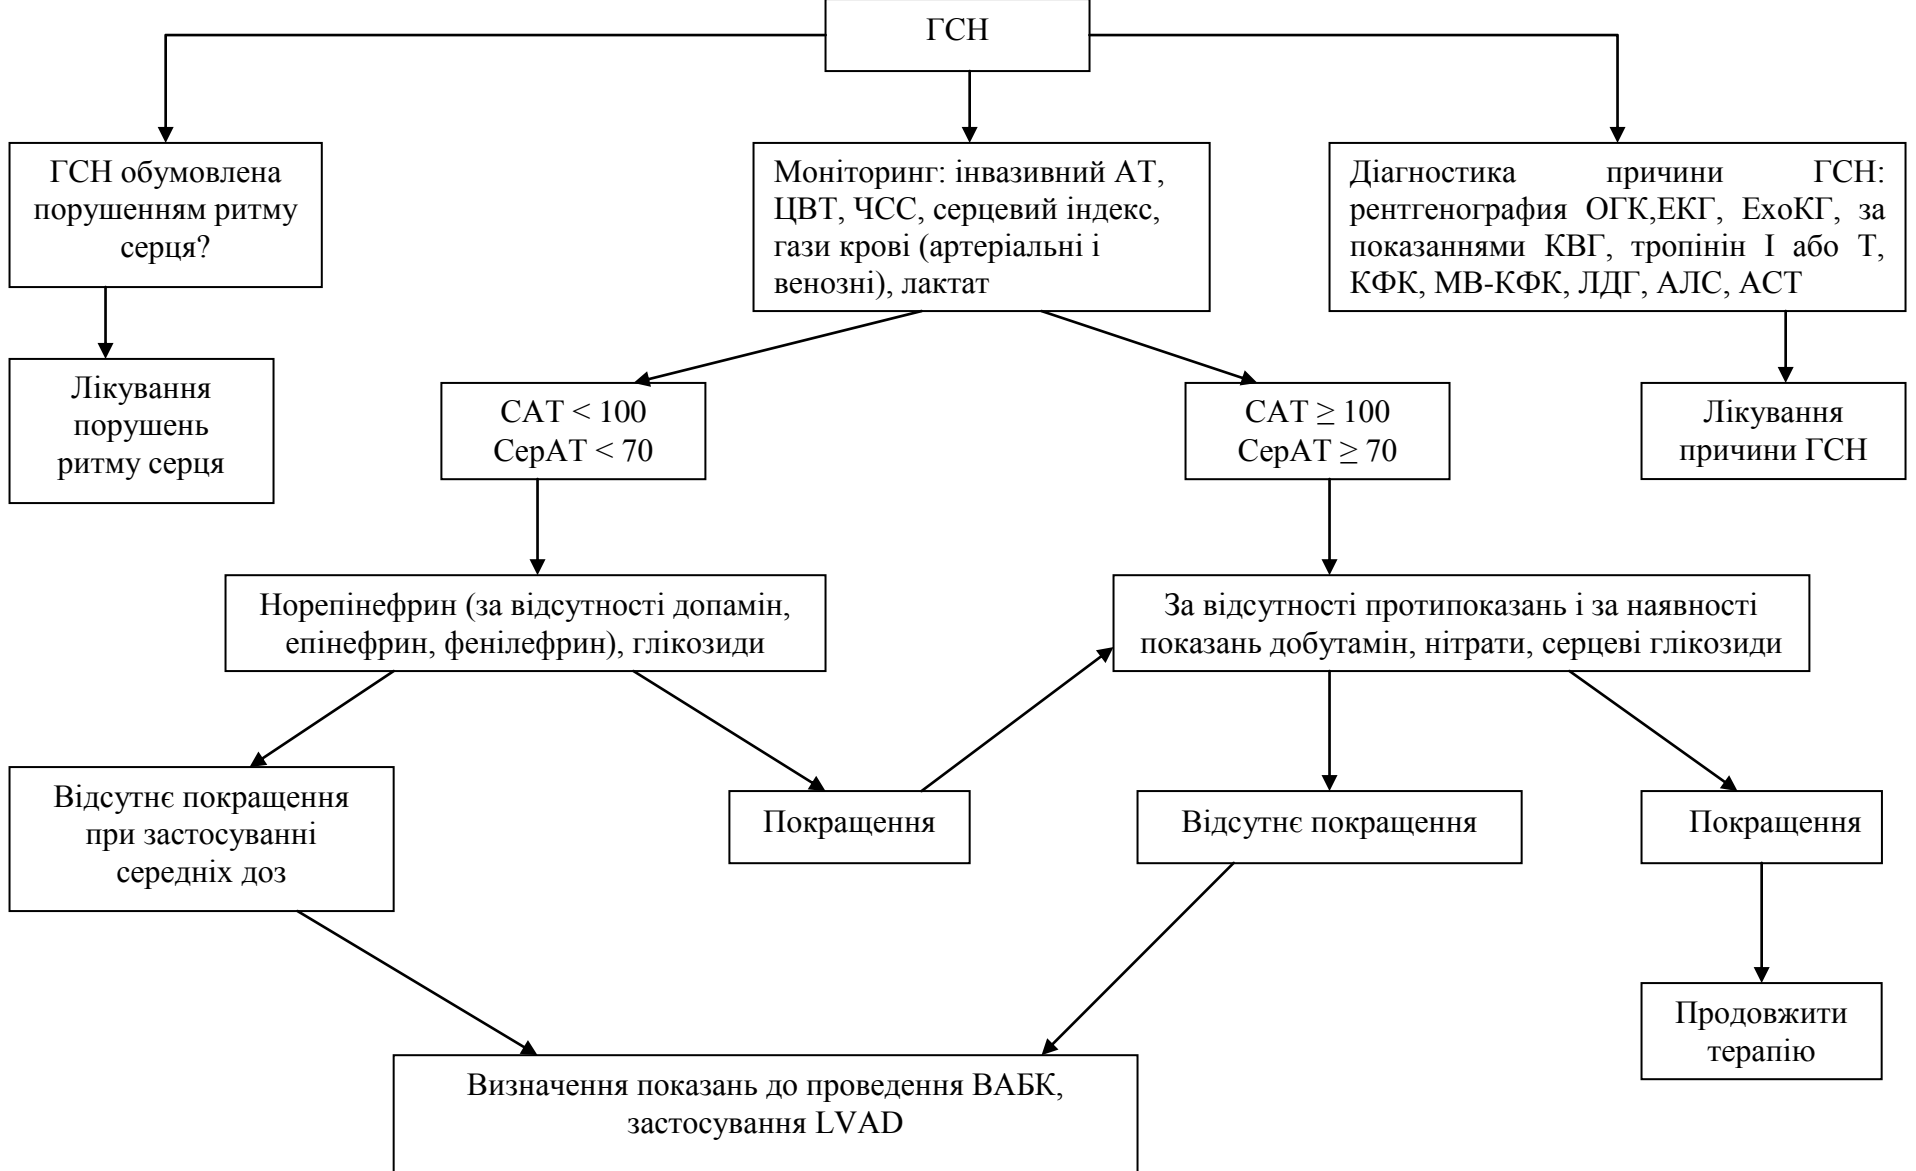 ГСН
ГСН обумовлена
порушенням ритму
серця?
Моніторинг: інвазивний АТ,
ЦВТ, ЧСС, серцевий індекс,
гази крові (артеріальні і
венозні), лактат
Діагностика причини ГСН:
рентгенография ОГК,ЕКГ, ЕхоКГ, за
показаннями КВГ, тропінін І або Т,
КФК, МВ-КФК, ЛДГ, АЛС, АСТ
Лікування
порушень
ритму серця
САТ < 100
СерАТ < 70
САТ ≥ 100
СерАТ ≥ 70
Лікування
причини ГСН
Норепінефрин (за відсутності допамін,
епінефрин, фенілефрин), глікозиди
За відсутності протипоказань і за наявності
показань добутамін, нітрати, серцеві глікозиди
Відсутнє покращення
при застосуванні
середніх доз
Покращення
Відсутнє покращення
Покращення
Продовжити
терапію
Визначення показань до проведення ВАБК,
застосування LVAD